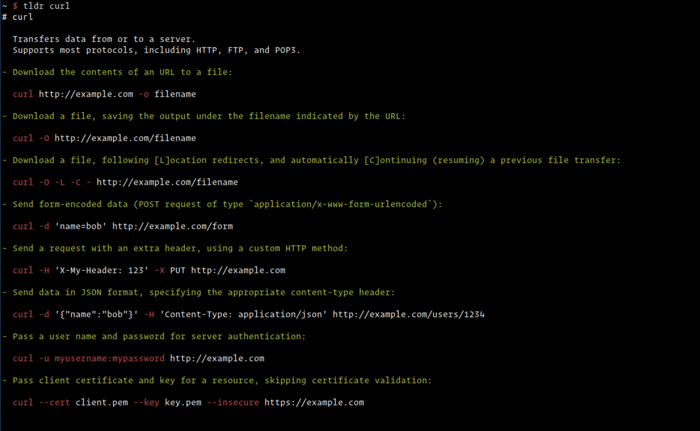 ~ $ tldr curl
# curl
Transfers data from or to a server.
Supports most protocols, including HTTP, FTP, and POP3.
- Download the contents of an URL to a file:
curl http://example.com -o filename
- Download a file, saving the output under the filename indicated by the URL:
curl -O http://example.com/filename
- Download a file, following [L]ocation redirects, and automatically [C]ontinuing (resuming) a previous file transfer:
curl -O -L -C - http://example.com/filename
- Send form-encoded data (POST request of type `application/x-www-form-urlencoded`):
curl -d 'name=bob' http://example.com/form
- Send a request with an extra header, using a custom HTTP method:
curl -H 'X-My-Header: 123' -X PUT http://example.com
- Send data in JSON format, specifying the appropriate content-type header:
curl -d '{"name":"bob"}' -H 'Content-Type: application/json' http://example.com/users/1234
- Pass a user name and password for server authentication:
curl -u myusername:mypassword http://example.com
- Pass client certificate and key for a resource, skipping certificate validation:
curl --cert client.pem --key key.pem --insecure https://example.com